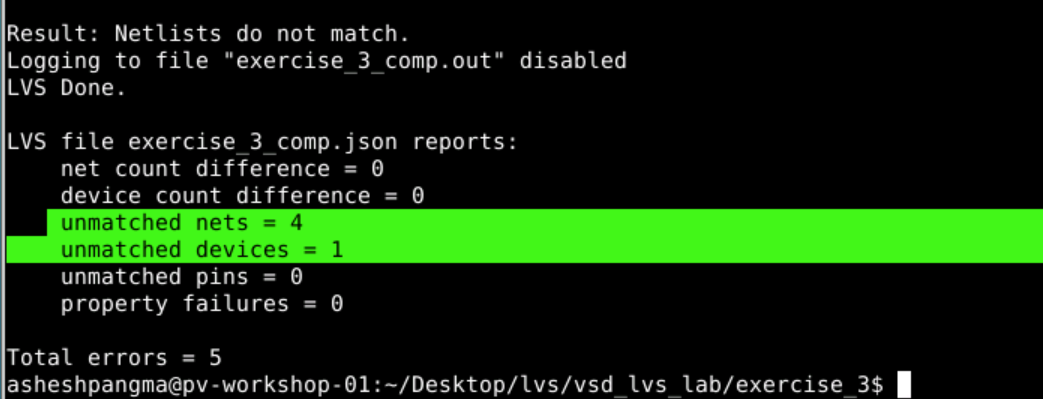 Result: Netlists do not match.
Logging to file "exercise_3_comp.out" disabled
LVS Done.
LVS file exercise_3_comp.json reports:
net count difference = 0
device count difference = 0
unmatched nets = 4
unmatched devices = 1
unmatched pins = 0
property failures = 0
Total errors = 5
asheshpangma@pv-workshop-01:~/Desktop/lvs/vsd_lvs_lab/exercise_3$